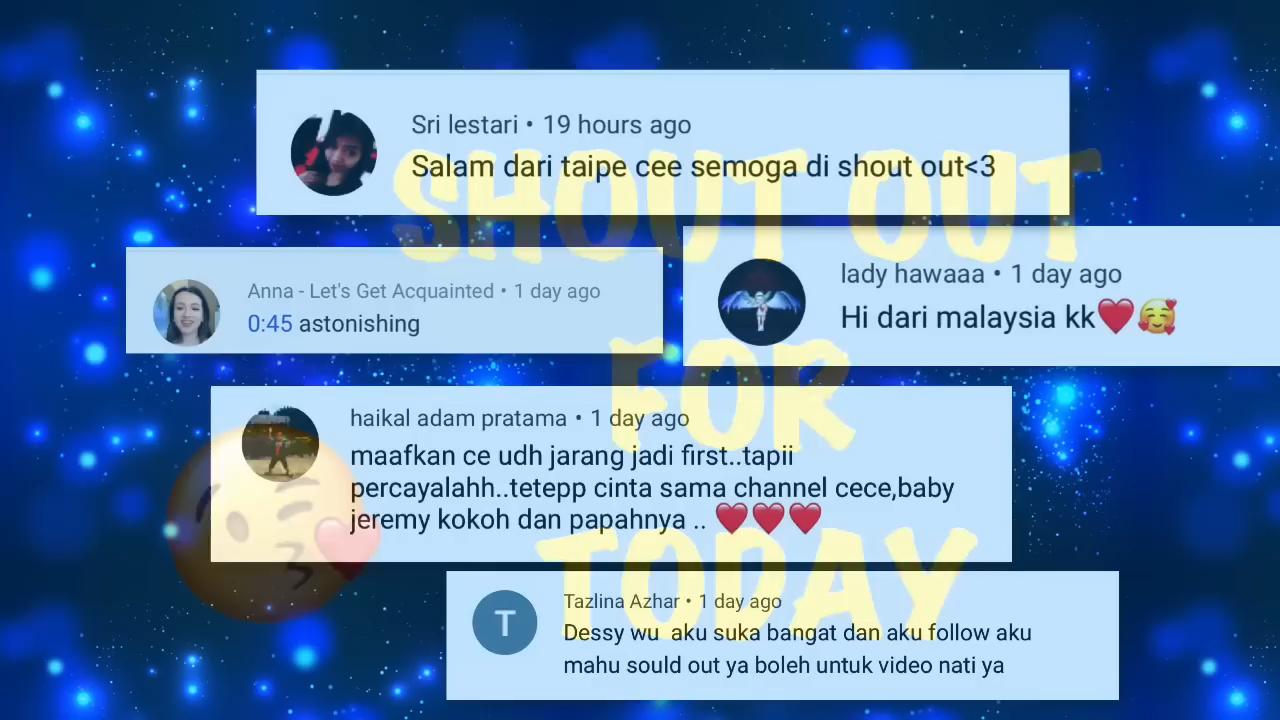 Sri lestari • 19 hours ago
Salam dari taipe cee semoga di shout out<3
SHOUT OUT
Anna - Let's Get Acquainted • 1 day ago
0:45 astonishing
lady hawaaa • 1 day ago
Hi dari malaysia kk❤️🥰
FOR
haikal adam pratama • 1 day ago
maafkan ce udh jarang jadi first..tapii
percayalahh..tetepp cinta sama channel cece,baby
jeremy kokoh dan papahnya .. ❤️❤️❤️
TODAY
T
Tazlina Azhar • 1 day ago
Dessy wu  aku suka bangat dan aku follow aku
mahu sould out ya boleh untuk video nati ya